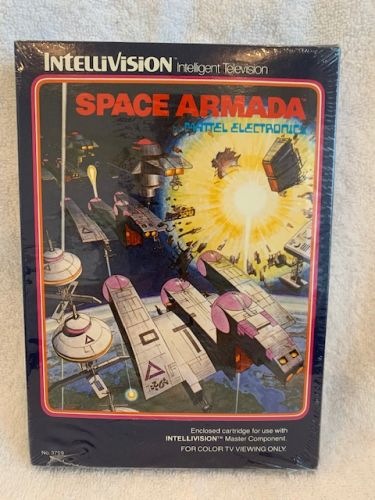 INTELLIVISION Intelligent Television
SPACE ARMADA
MATTEL ELECTRONICS
Enclosed cartridge for use with
INTELLIVISION™ Master Component.
FOR COLOR TV VIEWING ONLY.
No. 3759